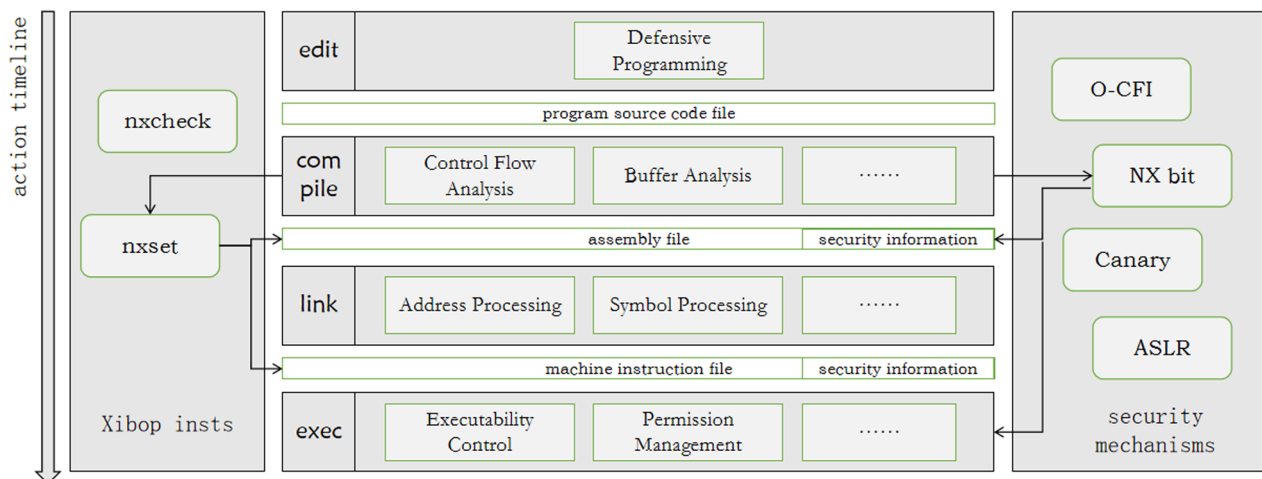 action timeline
nxcheck
nxset
Xibop insts
edit
Defensive
Programming
program source code file
com
pile
Control Flow
Analysis
Buffer Analysis
······
assembly file
security information
link
Address Processing
Symbol Processing
······
machine instruction file
security information
exec
Executability
Control
Permission
Management
······
O-CFI
NX bit
Canary
ASLR
security
mechanisms